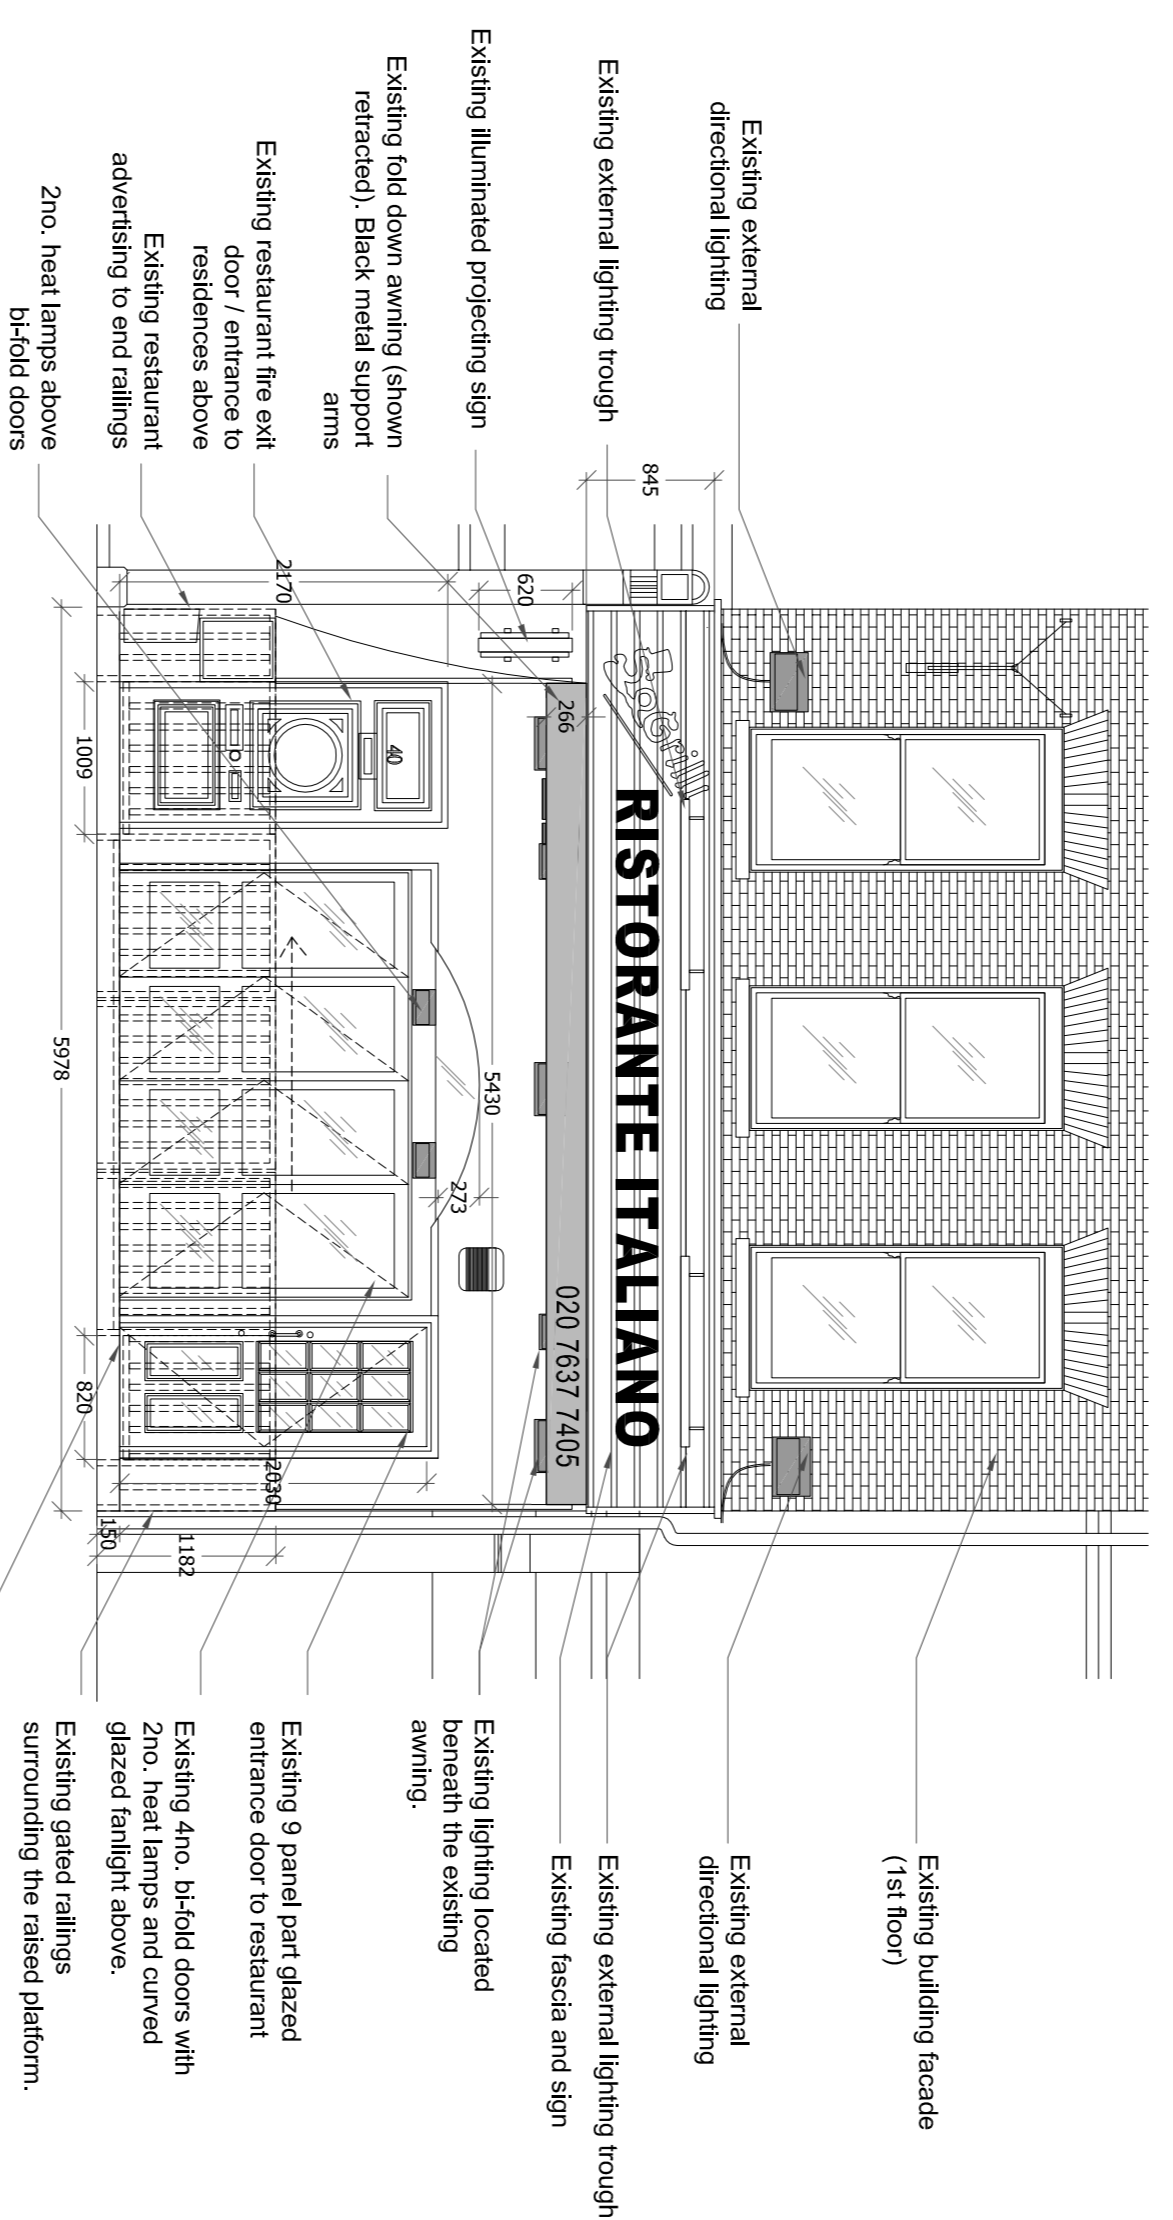 Existing external
directional lighting
Existing external lighting trough
Existing illuminated projecting sign
Existing fold down awning (shown
retracted). Black metal support
arms
Existing restaurant fire exit
door / entrance to
residences above
Existing restaurant
advertising to end railings
2no. heat lamps above
bi-fold doors
845
620
2170
266
40
1009
5978
5430
273
820
2030
150
1182
RISTORANTE ITALIANO
020 7637 7405
Existing building facade
(1st floor)
Existing external
directional lighting
Existing external lighting trough
Existing fascia and sign
Existing lighting located
beneath the existing
awning.
Existing 9 panel part glazed
entrance door to restaurant
Existing 4no. bi-fold doors with
2no. heat lamps and curved
glazed fanlight above.
Existing gated railings
surrounding the raised platform.